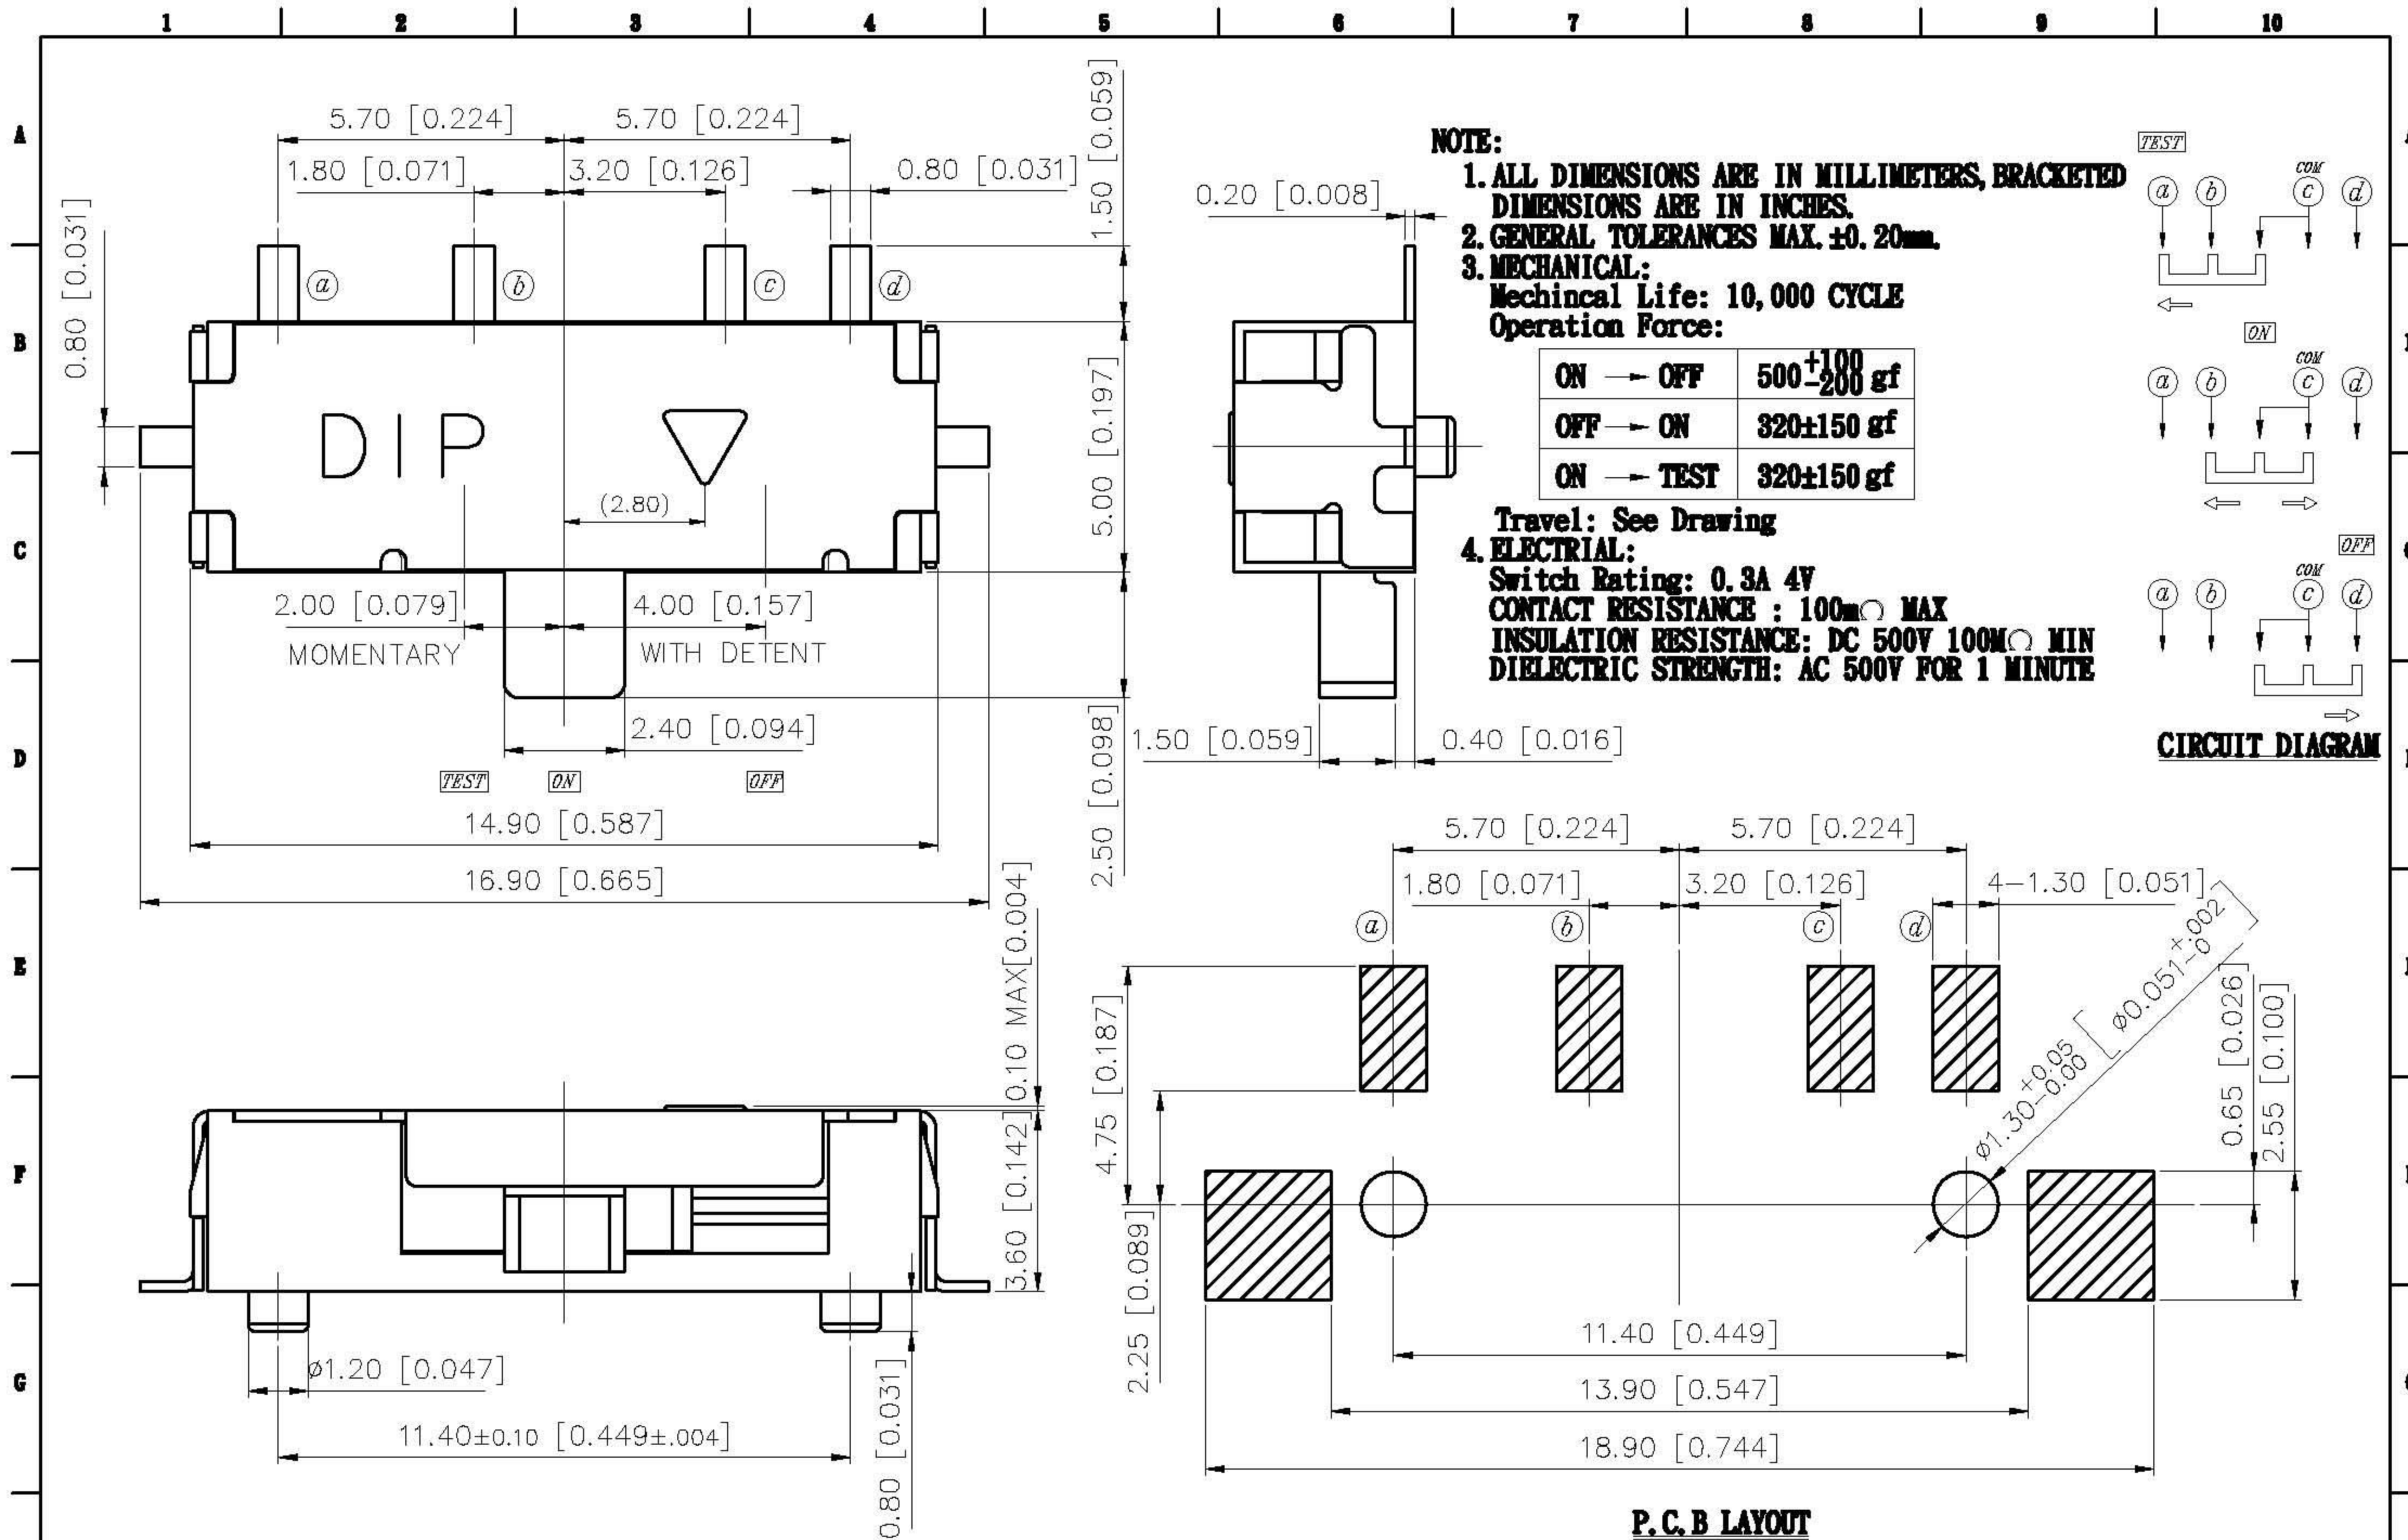 1 2 3 4 5 6 7 8 9 10
A
B
C
D
E
F
G
5.70 [0.224] 5.70 [0.224]
1.80 [0.071] 3.20 [0.126] 0.80 [0.031]
1.50 [0.059]
0.80 [0.031]
a b c d
DIP
(2.80)
5.00 [0.197]
2.00 [0.079] 4.00 [0.157]
MOMENTARY WITH DETENT
2.40 [0.094]
2.50 [0.098]
TEST ON OFF
14.90 [0.587]
16.90 [0.665]
0.20 [0.008]
1.50 [0.059] 0.40 [0.016]
NOTE:
1. ALL DIMENSIONS ARE IN MILLIMETERS, BRACKETED
DIMENSIONS ARE IN INCHES.
2. GENERAL TOLERANCES MAX. ±0.20mm.
3. MECHANICAL:
Mechincal Life: 10,000 CYCLE
Operation Force:
ON → OFF 500 +100 -200 gf
OFF → ON 320±150 gf
ON → TEST 320±150 gf
Travel: See Drawing
4. ELECTRIAL:
Switch Rating: 0.3A 4V
CONTACT RESISTANCE : 100mΩ MAX
INSULATION RESISTANCE: DC 500V 100MΩ MIN
DIELECTRIC STRENGTH: AC 500V FOR 1 MINUTE
TEST
COM
a b c d
ON
COM
a b c d
OFF
COM
a b c d
CIRCUIT DIAGRAM
0.10 MAX[0.004]
3.60 [0.142]
ø1.20 [0.047]
11.40±0.10 [0.449±.004]
0.80 [0.031]
5.70 [0.224] 5.70 [0.224]
1.80 [0.071] 3.20 [0.126] 4-1.30 [0.051]
a b c d
4.75 [0.187]
2.25 [0.089]
ø1.30 +0.05 -0.00 [ ø0.051 +.002 -0 ]
0.65 [0.026]
2.55 [0.100]
11.40 [0.449]
13.90 [0.547]
18.90 [0.744]
P.C.B LAYOUT